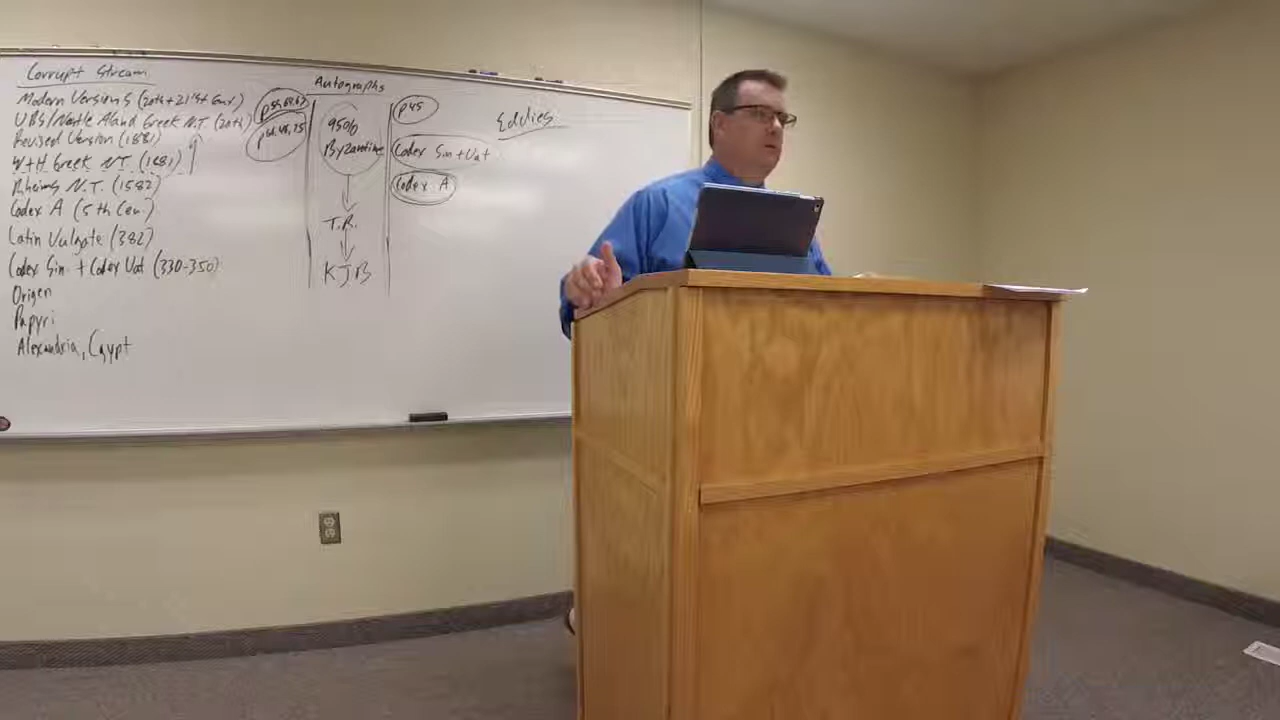 Corrupt Stream
Modern Versions (20th + 21st Cen.)
UBS/Nestle Aland Greek N.T. (20th)
Revised Version (1881)
W+H Greek N.T. (1881)
Rheims N.T. (1582)
Codex A (5th Cen.)
Latin Vulgate (382)
Codex Sin. + Codex Vat (330-350)
Origen
Papyri
Alexandria, Egypt
Autographs
95%
Byzantine
T.R.
KJB
P45
Codex Sin + Vat
Codex A
Eddies